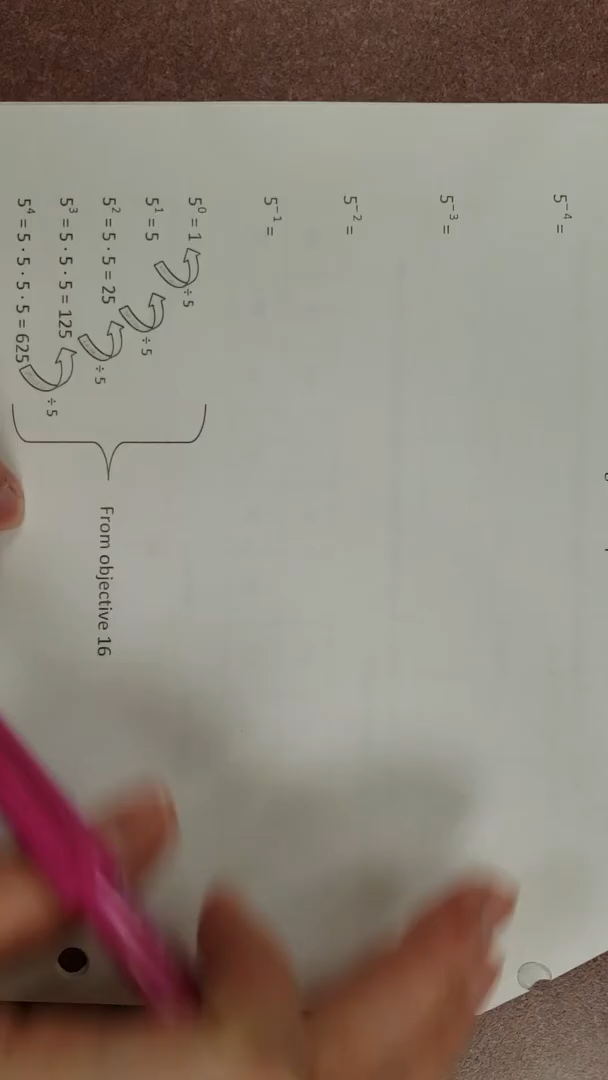 5⁻⁴ =
5⁻³ =
5⁻² =
5⁻¹ =
5⁰ = 1
÷ 5
5¹ = 5
÷ 5
5² = 5 · 5 = 25
÷ 5
5³ = 5 · 5 · 5 = 125
÷ 5
5⁴ = 5 · 5 · 5 · 5 = 625
From objective 16